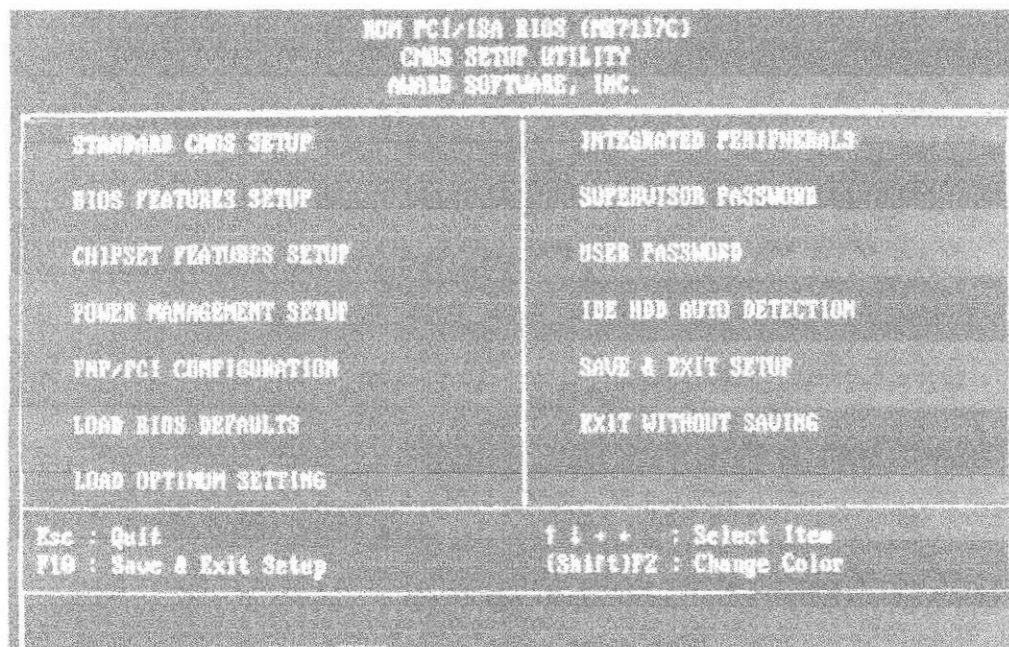 ROM PCI/ISA BIOS (MS7117C)
CMOS SETUP UTILITY
AWARD SOFTWARE, INC.
STANDARD CMOS SETUP
BIOS FEATURES SETUP
CHIPSET FEATURES SETUP
POWER MANAGEMENT SETUP
PNP/PCI CONFIGURATION
LOAD BIOS DEFAULTS
LOAD OPTIMUM SETTING
INTEGRATED PERIPHERALS
SUPERVISOR PASSWORD
USER PASSWORD
IDE HDD AUTO DETECTION
SAVE & EXIT SETUP
EXIT WITHOUT SAVING
Esc : Quit
F10 : Save & Exit Setup
↑ ↓ → ← : Select Item
(Shift)F2 : Change Color